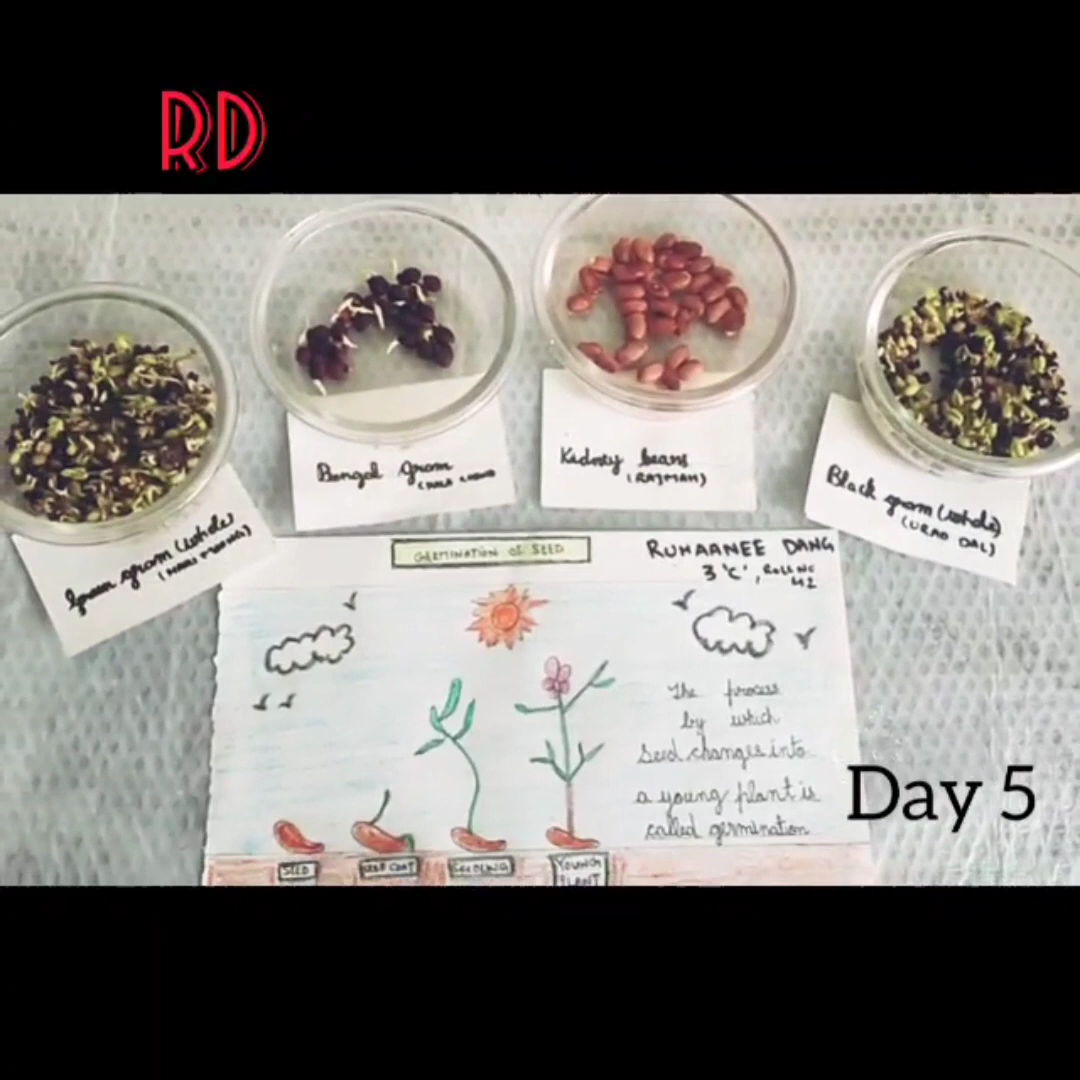 RD
Green gram (whole)
Bengal Gram
Kidney beans
(RAJMAH)
Black gram (whole)
(URAD DAL)
GERMINATION OF SEED
RUHAANEE DANG
3 'C', ROLL NO
42
The process
by which
seed changes into
a young plant is
called germination
Day 5
SEED
SEED COAT
SEEDLING
YOUNG
PLANT